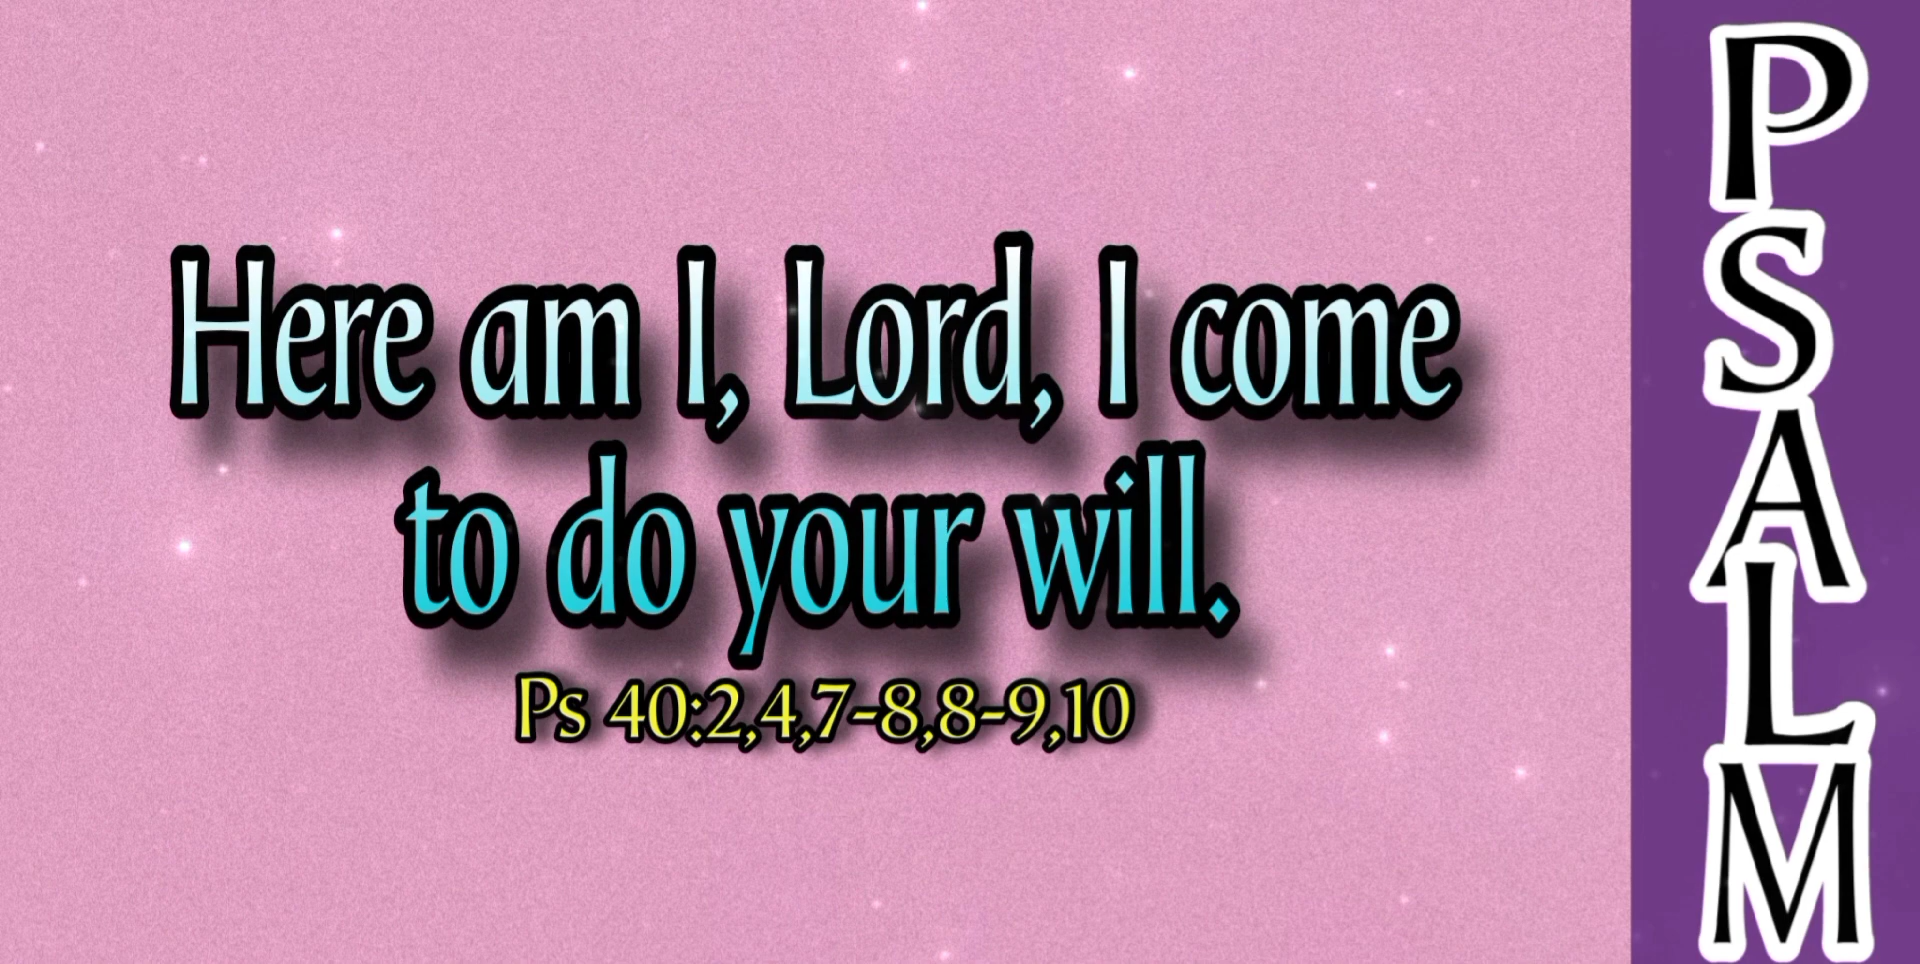 Here am I, Lord, I come
to do your will.
Ps 40:2,4,7-8,8-9,10
PSALM